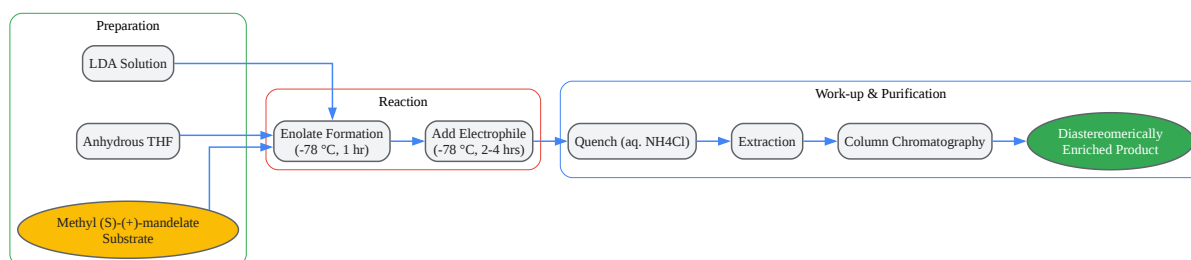 Preparation
LDA Solution
Anhydrous THF
Methyl (S)-(+)-mandelate
Substrate
Reaction
Enolate Formation
(-78 °C, 1 hr)
Add Electrophile
(-78 °C, 2-4 hrs)
Work-up & Purification
Quench (aq. NH4Cl)
Extraction
Column Chromatography
Diastereomerically
Enriched Product